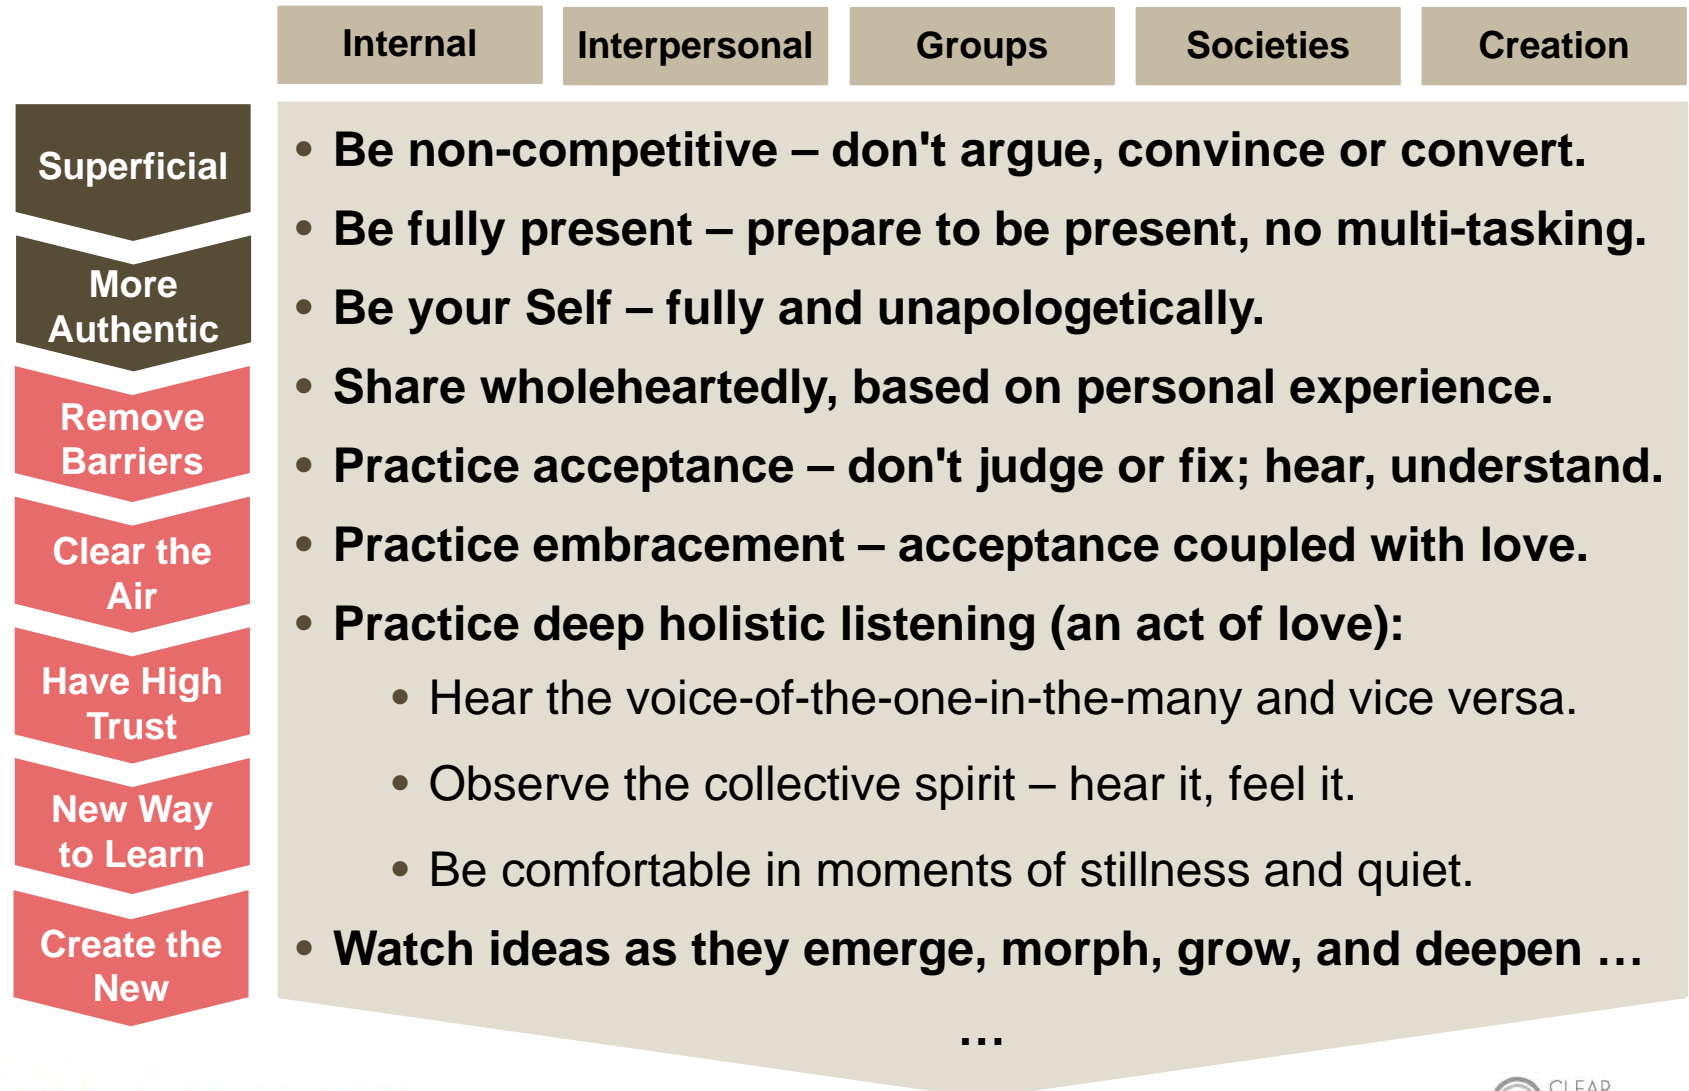 Internal
Interpersonal
Groups
Societies
Creation
Superficial
More
Authentic
Remove
Barriers
Clear the
Air
Have High
Trust
New Way
to Learn
Create the
New
• Be non-competitive – don't argue, convince or convert.
• Be fully present – prepare to be present, no multi-tasking.
• Be your Self – fully and unapologetically.
• Share wholeheartedly, based on personal experience.
• Practice acceptance – don't judge or fix; hear, understand.
• Practice embracement – acceptance coupled with love.
• Practice deep holistic listening (an act of love):
• Hear the voice-of-the-one-in-the-many and vice versa.
• Observe the collective spirit – hear it, feel it.
• Be comfortable in moments of stillness and quiet.
• Watch ideas as they emerge, morph, grow, and deepen …
…
CLEAR